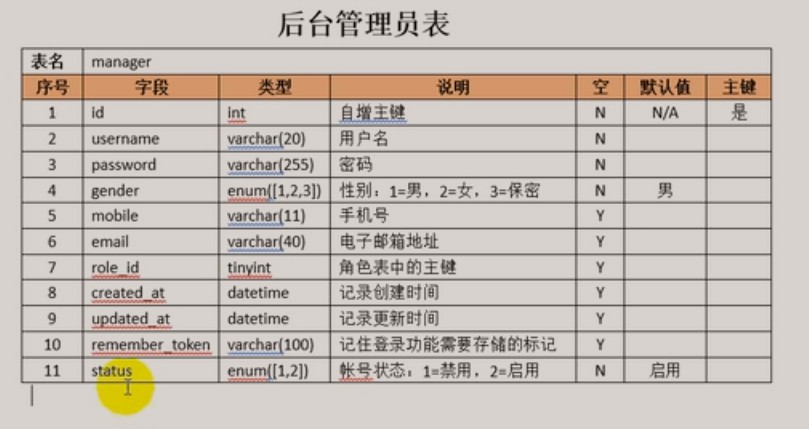 后台管理员表
表名 manager
序号 字段 类型 说明 空 默认值 主键
1 id int 自增主键 N N/A 是
2 username varchar(20) 用户名 N
3 password varchar(255) 密码 N
4 gender enum([1,2,3]) 性别：1=男，2=女，3=保密 N 男
5 mobile varchar(11) 手机号 Y
6 email varchar(40) 电子邮箱地址 Y
7 role_id tinyint 角色表中的主键 Y
8 created_at datetime 记录创建时间 Y
9 updated_at datetime 记录更新时间 Y
10 remember_token varchar(100) 记住登录功能需要存储的标记 Y
11 status enum([1,2]) 帐号状态：1=禁用，2=启用 N 启用